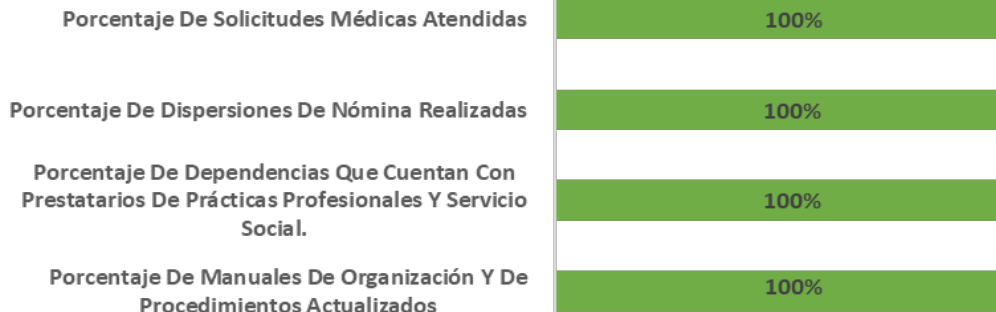 Porcentaje De Solicitudes Médicas Atendidas
100%
Porcentaje De Dispersiones De Nómina Realizadas
100%
Porcentaje De Dependencias Que Cuentan Con
Prestatarios De Prácticas Profesionales Y Servicio
Social.
100%
Porcentaje De Manuales De Organización Y De
Procedimientos Actualizados
100%